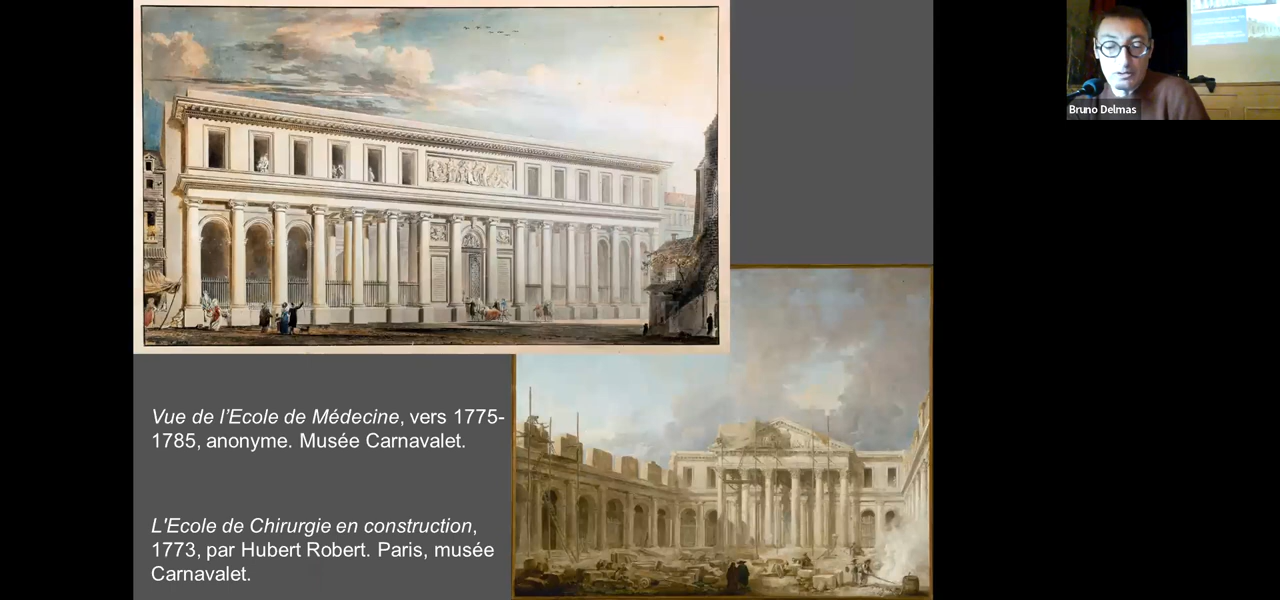 Bruno Delmas
Vue de l'Ecole de Médecine, vers 1775-
1785, anonyme. Musée Carnavalet.
L'Ecole de Chirurgie en construction,
1773, par Hubert Robert. Paris, musée
Carnavalet.